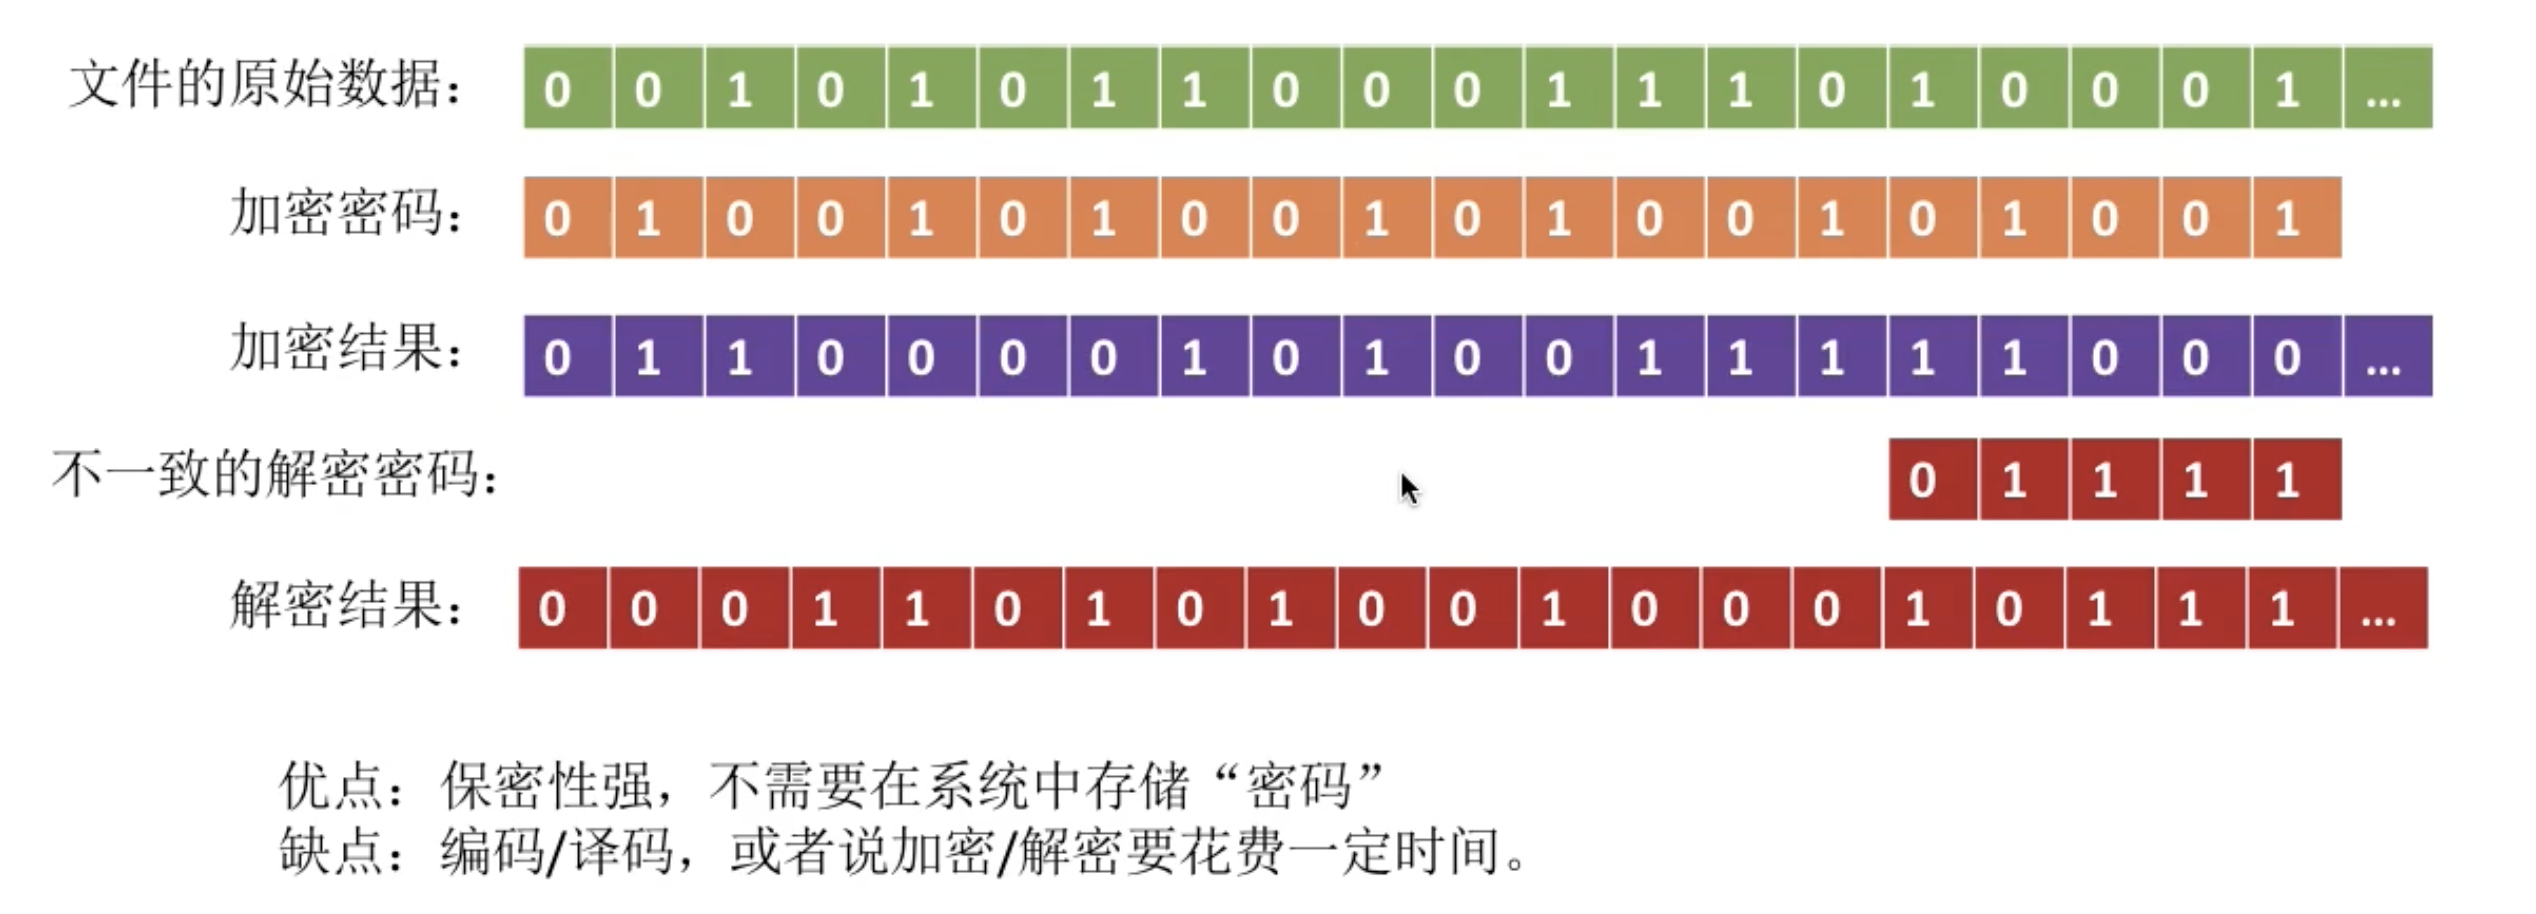 文件的原始数据： 0 0 1 0 1 0 1 1 0 0 0 1 1 1 0 1 0 0 0 1 ...
加密密码： 0 1 0 0 1 0 1 0 0 1 0 1 0 0 1 0 1 0 0 1
加密结果： 0 1 1 0 0 0 0 1 0 1 0 0 1 1 1 1 1 0 0 0 ...
不一致的解密密码： 0 1 1 1 1
解密结果： 0 0 0 1 1 0 1 0 1 0 0 1 0 0 0 1 0 1 1 1 ...
优点：保密性强，不需要在系统中存储“密码”
缺点：编码/译码，或者说加密/解密要花费一定时间。